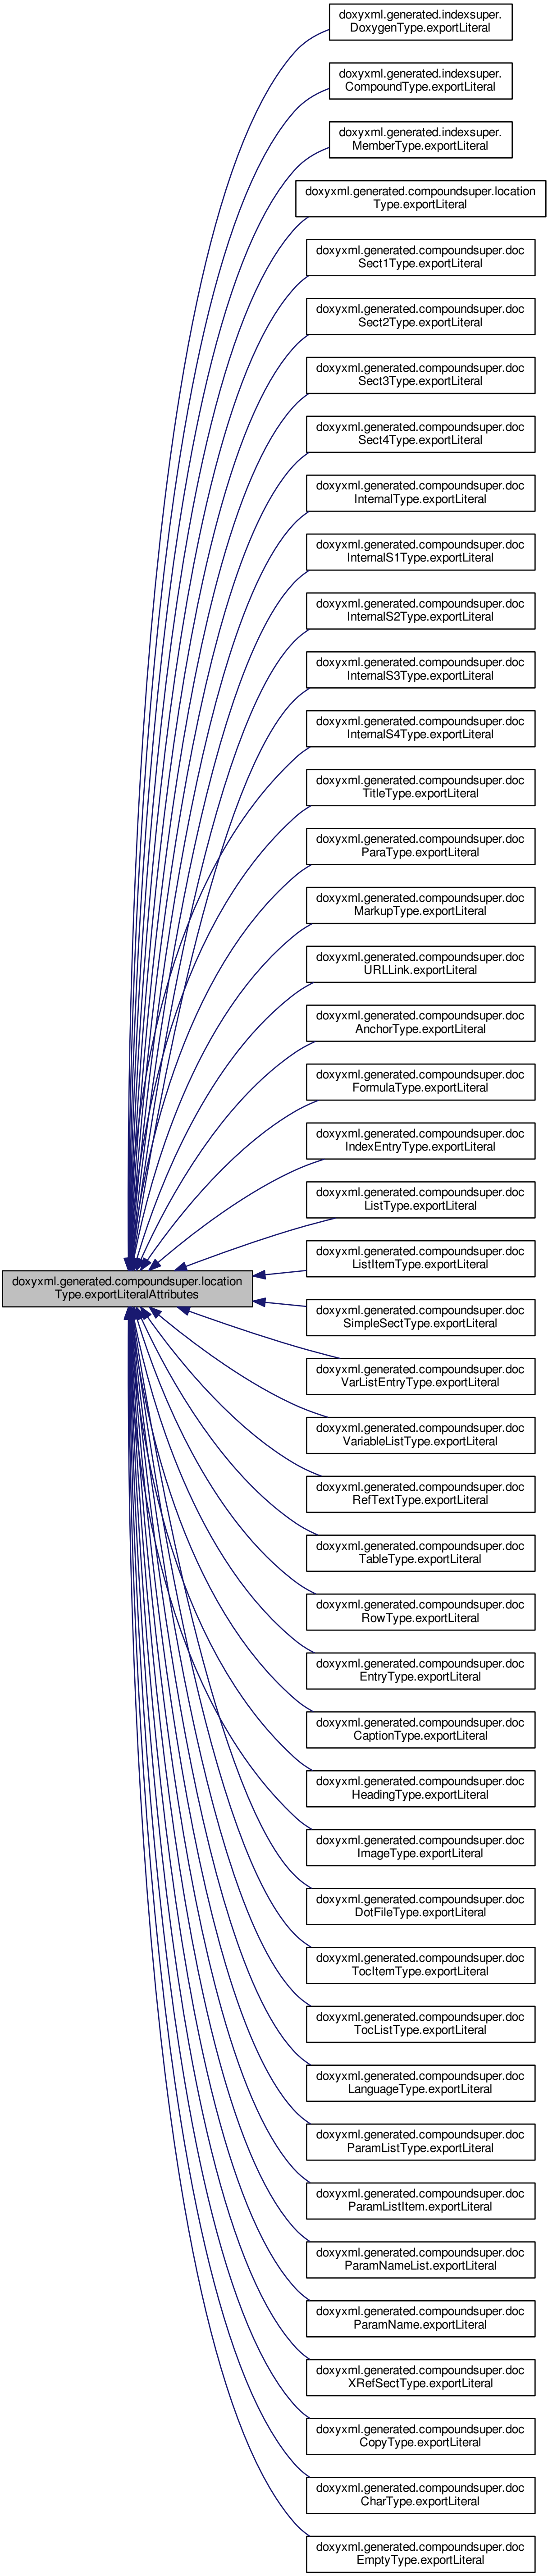 doxyxml.generated.indexsuper.
DoxygenType.exportLiteral
doxyxml.generated.indexsuper.
CompoundType.exportLiteral
doxyxml.generated.indexsuper.
MemberType.exportLiteral
doxyxml.generated.compoundsuper.location
Type.exportLiteral
doxyxml.generated.compoundsuper.doc
Sect1Type.exportLiteral
doxyxml.generated.compoundsuper.doc
Sect2Type.exportLiteral
doxyxml.generated.compoundsuper.doc
Sect3Type.exportLiteral
doxyxml.generated.compoundsuper.doc
Sect4Type.exportLiteral
doxyxml.generated.compoundsuper.doc
InternalType.exportLiteral
doxyxml.generated.compoundsuper.doc
InternalS1Type.exportLiteral
doxyxml.generated.compoundsuper.doc
InternalS2Type.exportLiteral
doxyxml.generated.compoundsuper.doc
InternalS3Type.exportLiteral
doxyxml.generated.compoundsuper.doc
InternalS4Type.exportLiteral
doxyxml.generated.compoundsuper.doc
TitleType.exportLiteral
doxyxml.generated.compoundsuper.doc
ParaType.exportLiteral
doxyxml.generated.compoundsuper.doc
MarkupType.exportLiteral
doxyxml.generated.compoundsuper.doc
URLLink.exportLiteral
doxyxml.generated.compoundsuper.doc
AnchorType.exportLiteral
doxyxml.generated.compoundsuper.doc
FormulaType.exportLiteral
doxyxml.generated.compoundsuper.doc
IndexEntryType.exportLiteral
doxyxml.generated.compoundsuper.doc
ListType.exportLiteral
doxyxml.generated.compoundsuper.doc
ListItemType.exportLiteral
doxyxml.generated.compoundsuper.location
Type.exportLiteralAttributes
doxyxml.generated.compoundsuper.doc
SimpleSectType.exportLiteral
doxyxml.generated.compoundsuper.doc
VarListEntryType.exportLiteral
doxyxml.generated.compoundsuper.doc
VariableListType.exportLiteral
doxyxml.generated.compoundsuper.doc
RefTextType.exportLiteral
doxyxml.generated.compoundsuper.doc
TableType.exportLiteral
doxyxml.generated.compoundsuper.doc
RowType.exportLiteral
doxyxml.generated.compoundsuper.doc
EntryType.exportLiteral
doxyxml.generated.compoundsuper.doc
CaptionType.exportLiteral
doxyxml.generated.compoundsuper.doc
HeadingType.exportLiteral
doxyxml.generated.compoundsuper.doc
ImageType.exportLiteral
doxyxml.generated.compoundsuper.doc
DotFileType.exportLiteral
doxyxml.generated.compoundsuper.doc
TocItemType.exportLiteral
doxyxml.generated.compoundsuper.doc
TocListType.exportLiteral
doxyxml.generated.compoundsuper.doc
LanguageType.exportLiteral
doxyxml.generated.compoundsuper.doc
ParamListType.exportLiteral
doxyxml.generated.compoundsuper.doc
ParamListItem.exportLiteral
doxyxml.generated.compoundsuper.doc
ParamNameList.exportLiteral
doxyxml.generated.compoundsuper.doc
ParamName.exportLiteral
doxyxml.generated.compoundsuper.doc
XRefSectType.exportLiteral
doxyxml.generated.compoundsuper.doc
CopyType.exportLiteral
doxyxml.generated.compoundsuper.doc
CharType.exportLiteral
doxyxml.generated.compoundsuper.doc
EmptyType.exportLiteral